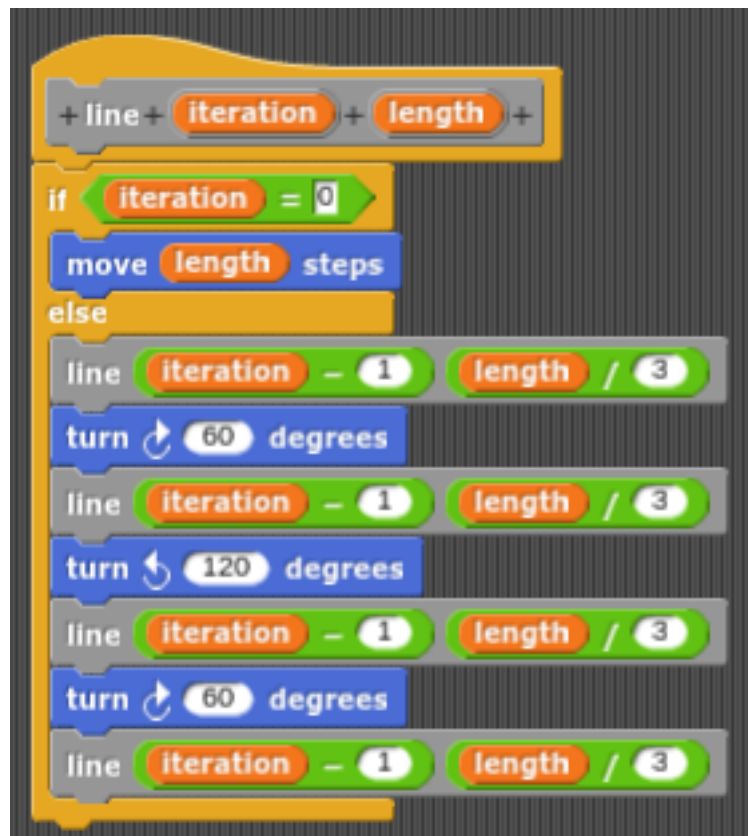 + line + iteration + length +
if iteration = 0
move length steps
else
line iteration - 1 length / 3
turn 60 degrees
line iteration - 1 length / 3
turn 120 degrees
line iteration - 1 length / 3
turn 60 degrees
line iteration - 1 length / 3